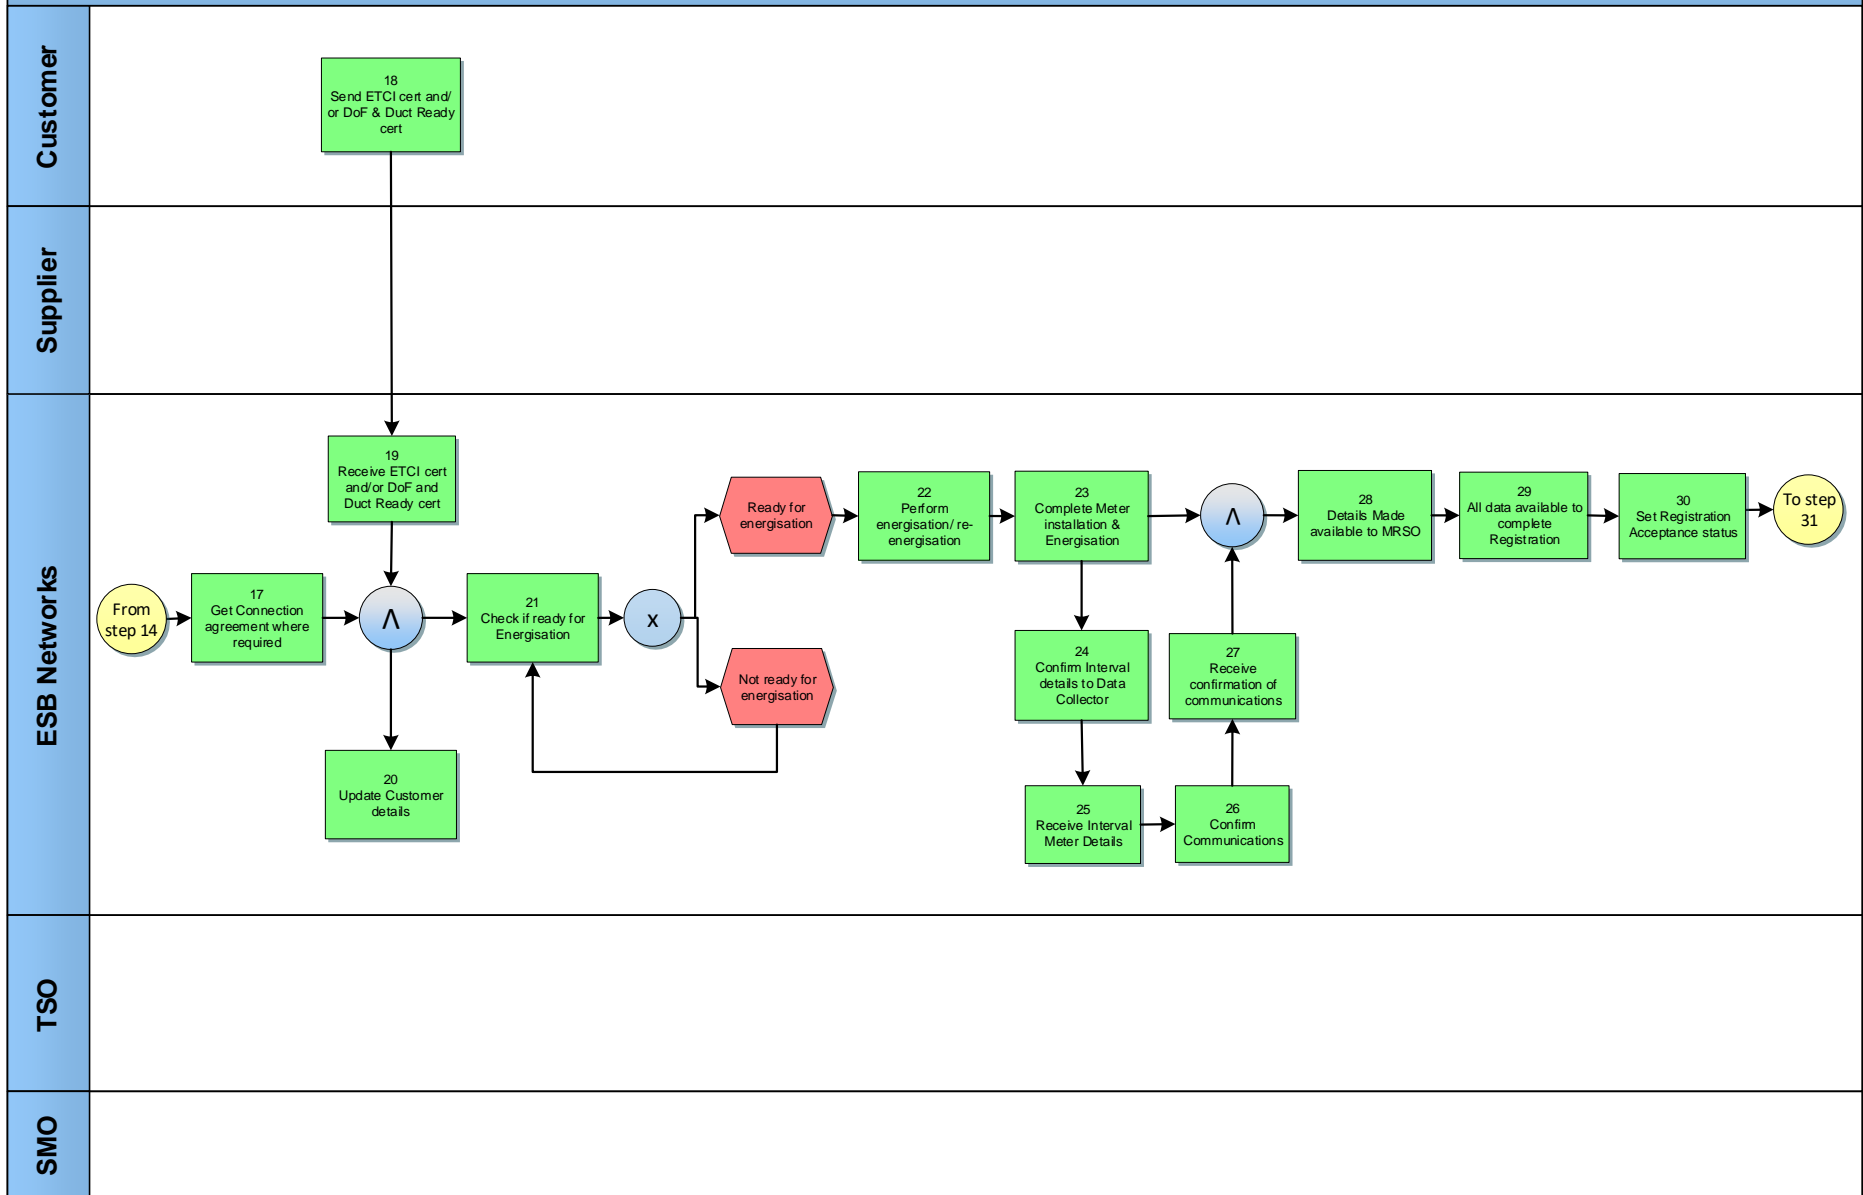 Customer
18
Send ETCI cert and/
or DoF & Duct Ready
cert
Supplier
ESB Networks
19
Receive ETCI cert
and/or DoF and
Duct Ready cert
From
step 14
17
Get Connection
agreement where
required
Λ
20
Update Customer
details
21
Check if ready for
Energisation
x
Ready for
energisation
Not ready for
energisation
22
Perform
energisation/ re-
energisation
23
Complete Meter
installation &
Energisation
24
Confirm Interval
details to Data
Collector
25
Receive Interval
Meter Details
26
Confirm
Communications
27
Receive
confirmation of
communications
Λ
28
Details Made
available to MRSO
29
All data available to
complete
Registration
30
Set Registration
Acceptance status
To step
31
TSO
SMO